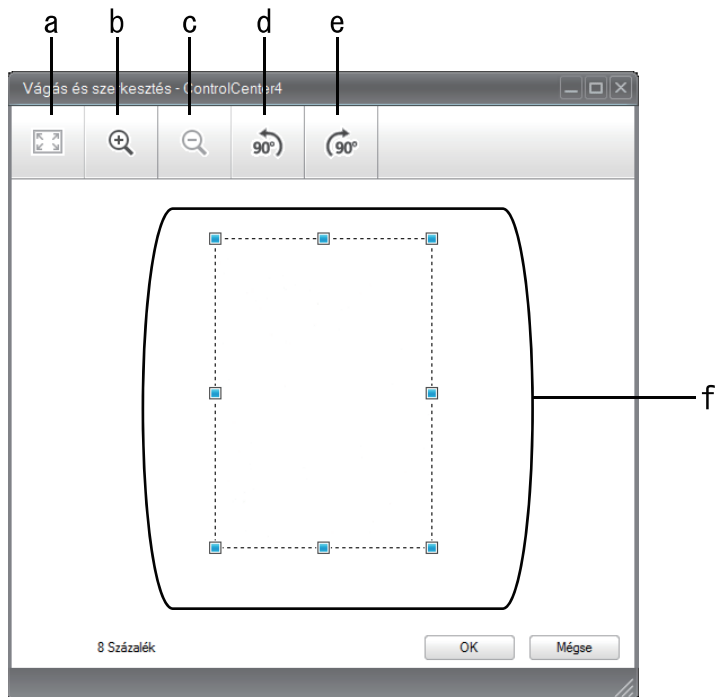 a b c d e
Vágás és szerkesztés - ControlCenter4
90° 90°
f
8 Százalék OK Mégse